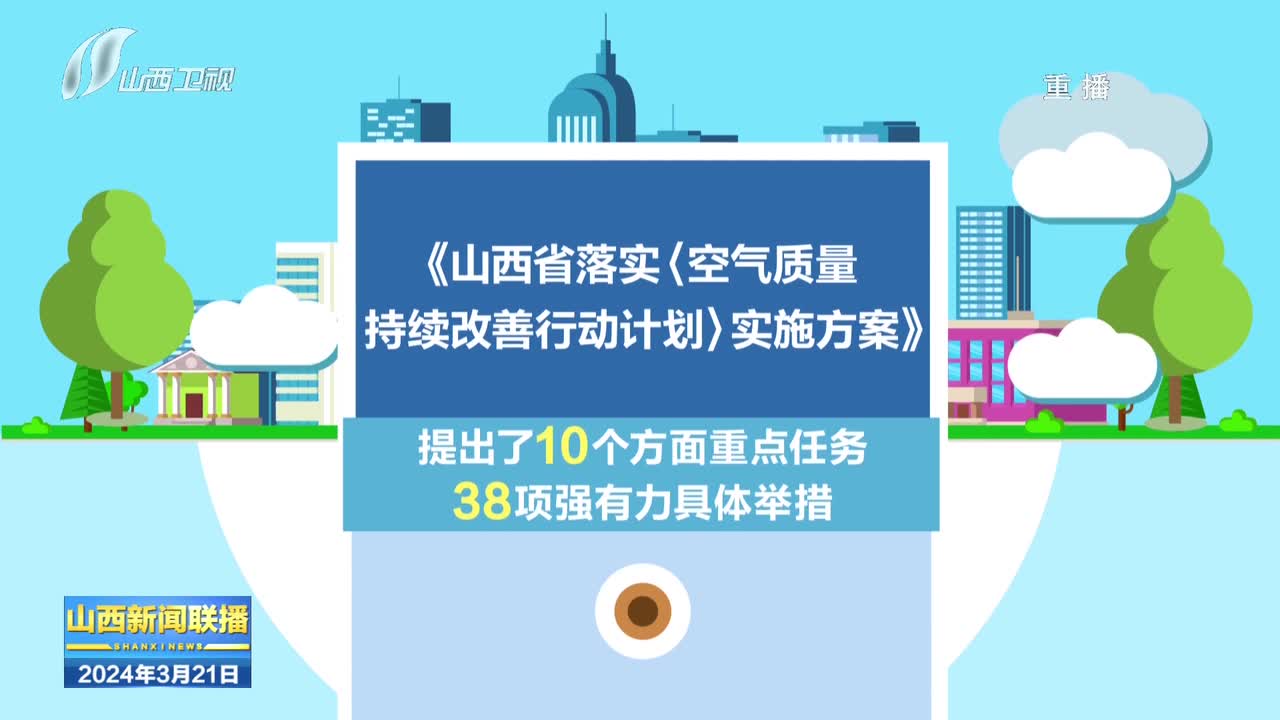 山西卫视
重播
《山西省落实〈空气质量
持续改善行动计划〉实施方案》
提出了10个方面重点任务
38项强有力具体举措
山西新闻联播
SHANXI NEWS
2024年3月21日